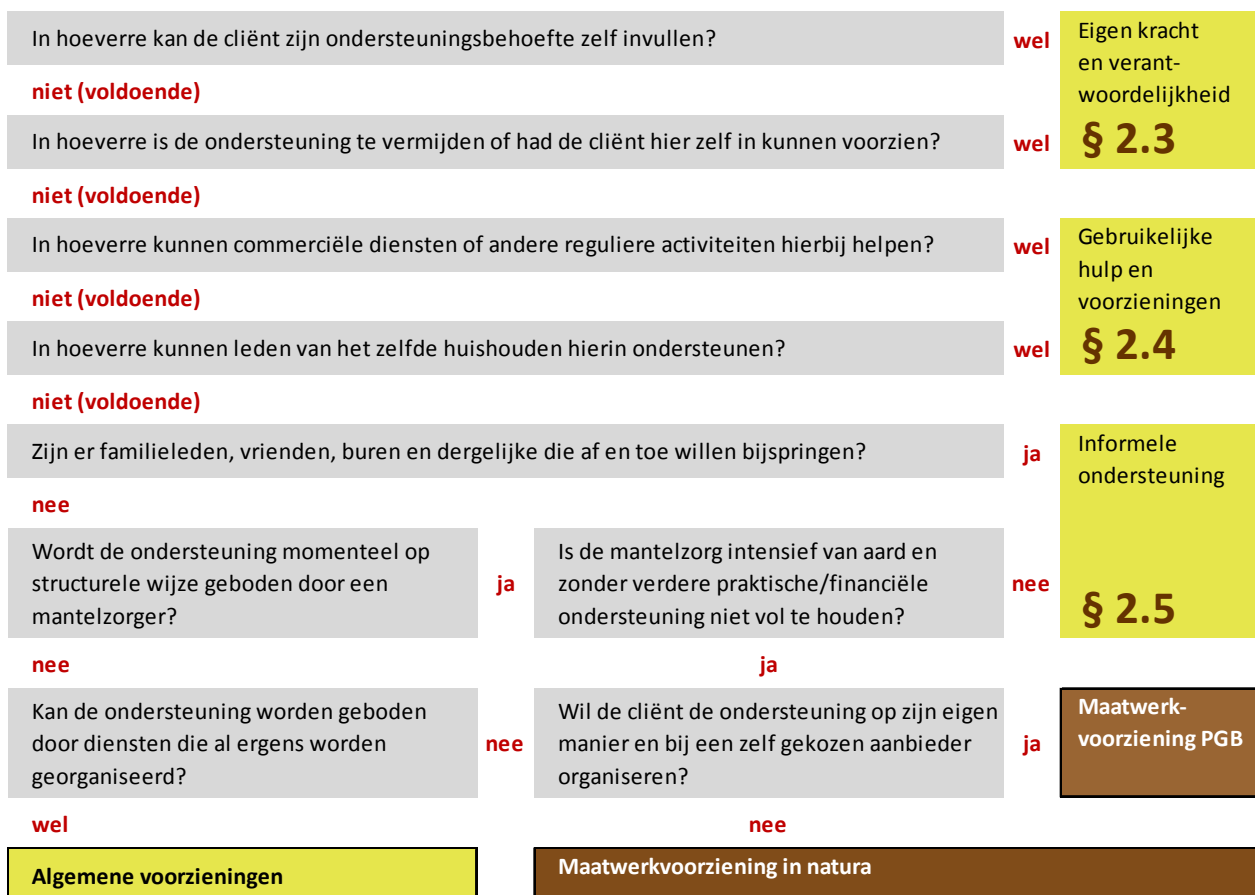 In hoeverre kan de cliënt zijn ondersteuningsbehoefte zelf invullen?
wel
Eigen kracht
en verant-
woordelijkheid
§ 2.3
niet (voldoende)
In hoeverre is de ondersteuning te vermijden of had de cliënt hier zelf in kunnen voorzien?
wel
niet (voldoende)
In hoeverre kunnen commerciële diensten of andere reguliere activiteiten hierbij helpen?
wel
Gebruikelijke
hulp en
voorzieningen
§ 2.4
niet (voldoende)
In hoeverre kunnen leden van het zelfde huishouden hierin ondersteunen?
wel
niet (voldoende)
Zijn er familieleden, vrienden, buren en dergelijke die af en toe willen bijspringen?
ja
Informele
ondersteuning
§ 2.5
nee
Wordt de ondersteuning momenteel op
structurele wijze geboden door een
mantelzorger?
ja
Is de mantelzorg intensief van aard en
zonder verdere praktische/financiële
ondersteuning niet vol te houden?
nee
nee
ja
Kan de ondersteuning worden geboden
door diensten die al ergens worden
georganiseerd?
nee
Wil de cliënt de ondersteuning op zijn eigen
manier en bij een zelf gekozen aanbieder
organiseren?
ja
Maatwerk-
voorziening PGB
wel
nee
Algemene voorzieningen
Maatwerkvoorziening in natura